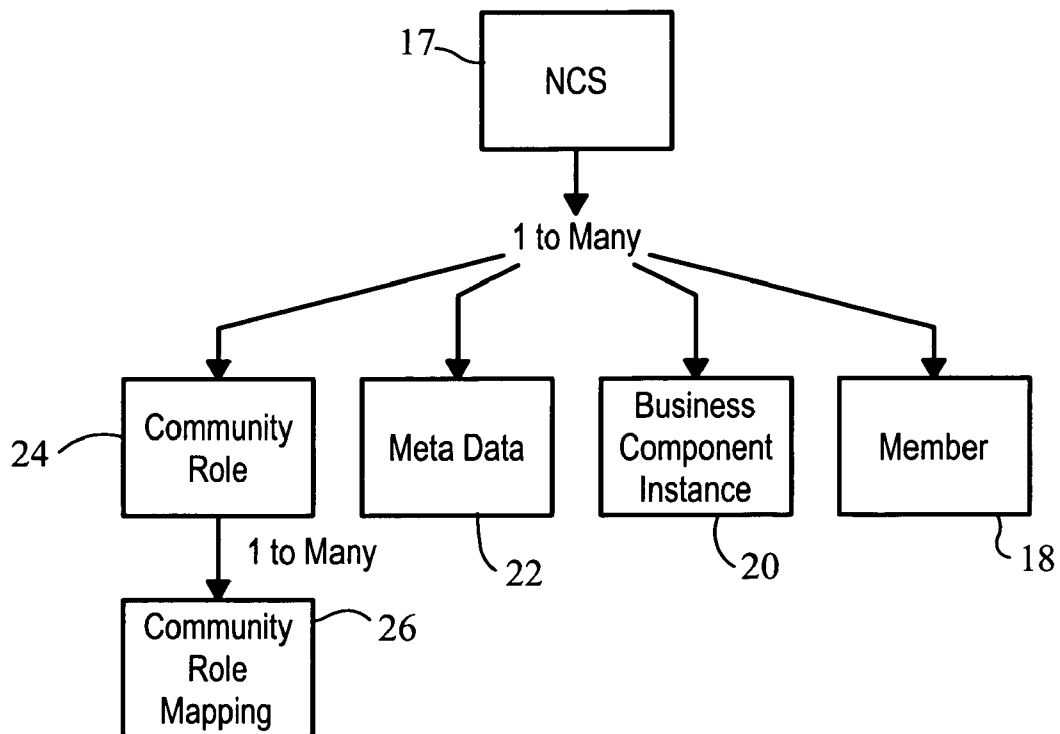 17
NCS
1 to Many
24
Community
Role
Meta Data
22
Business
Component
Instance
20
Member
18
1 to Many
Community
Role
Mapping
26